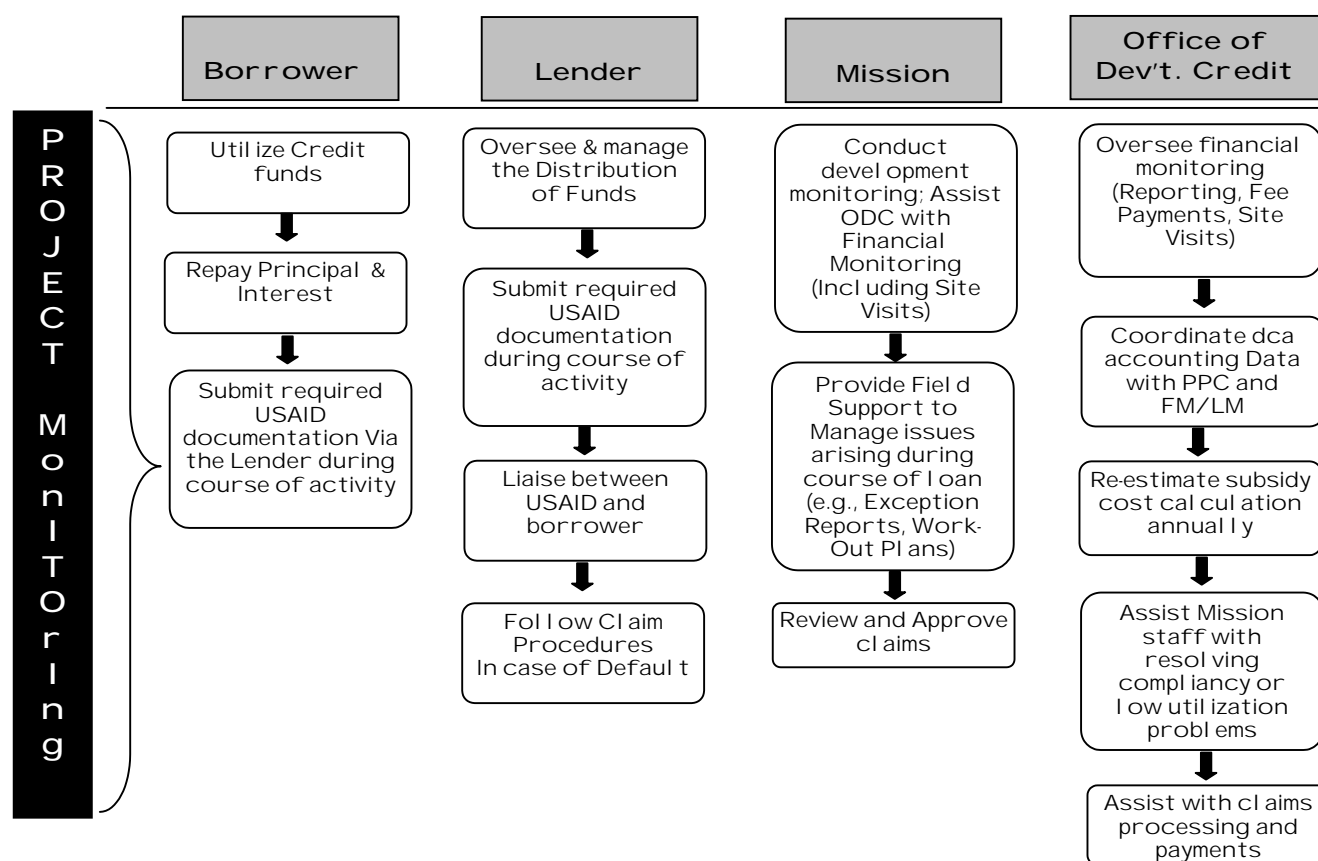 Borrower
Lender
Mission
Office of
Dev't. Credit
PROJECT MonITOrIng
Utilize Credit
funds
Repay Principal &
Interest
Submit required
USAID
documentation Via
the Lender during
course of activity
Oversee & manage
the Distribution
of Funds
Submit required
USAID
documentation
during course of
activity
Liaise between
USAID and
borrower
Follow Claim
Procedures
In case of Default
Conduct
development
monitoring; Assist
ODC with
Financial
Monitoring
(Including Site
Visits)
Provide Field
Support to
Manage issues
arising during
course of loan
(e.g., Exception
Reports, Work-
Out Plans)
Review and Approve
claims
Oversee financial
monitoring
(Reporting, Fee
Payments, Site
Visits)
Coordinate dca
accounting Data
with PPC and
FM/LM
Re-estimate subsidy
cost calculation
annually
Assist Mission
staff with
resolving
compliancy or
low utilization
problems
Assist with claims
processing and
payments